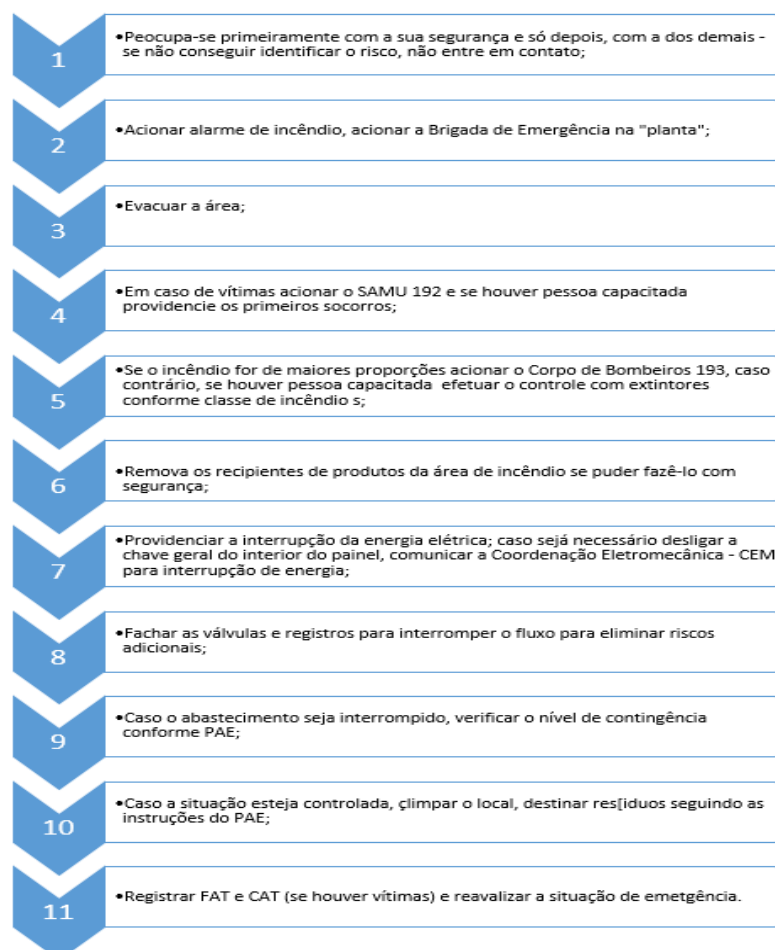 1
•Peocupa-se primeiramente com a sua segurança e só depois, com a dos demais -
se não conseguir identificar o risco, não entre em contato;
2
•Acionar alarme de incêndio, acionar a Brigada de Emergência na "planta";
3
•Evacuar a área;
4
•Em caso de vítimas acionar o SAMU 192 e se houver pessoa capacitada
providencie os primeiros socorros;
5
•Se o incêndio for de maiores proporções acionar o Corpo de Bombeiros 193, caso
contrário, se houver pessoa capacitada efetuar o controle com extintores
conforme classe de incêndio s;
6
•Remova os recipientes de produtos da área de incêndio se puder fazê-lo com
segurança;
7
•Providenciar a interrupção da energia elétrica; caso sejá necessário desligar a
chave geral do interior do painel, comunicar a Coordenação Eletromecânica - CEM
para interrupção de energia;
8
•Fachar as válvulas e registros para interromper o fluxo para eliminar riscos
adicionais;
9
•Caso o abastecimento seja interrompido, verificar o nível de contingência
conforme PAE;
10
•Caso a situação esteja controlada, çlimpar o local, destinar res[iduos seguindo as
instruções do PAE;
11
•Registrar FAT e CAT (se houver vítimas) e reavalizar a situação de emetgência.